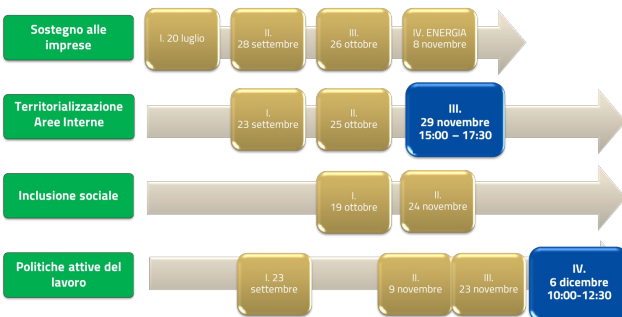 Sostegno alle
imprese
I. 20 luglio
II.
28 settembre
III.
26 ottobre
IV. ENERGIA
8 novembre
Territorializzazione
Aree Interne
I.
23 settembre
II.
25 ottobre
III.
29 novembre
15:00 – 17:30
Inclusione sociale
I.
19 ottobre
II.
24 novembre
Politiche attive del
lavoro
I. 23
settembre
II.
9 novembre
III.
23 novembre
IV.
6 dicembre
10:00-12:30